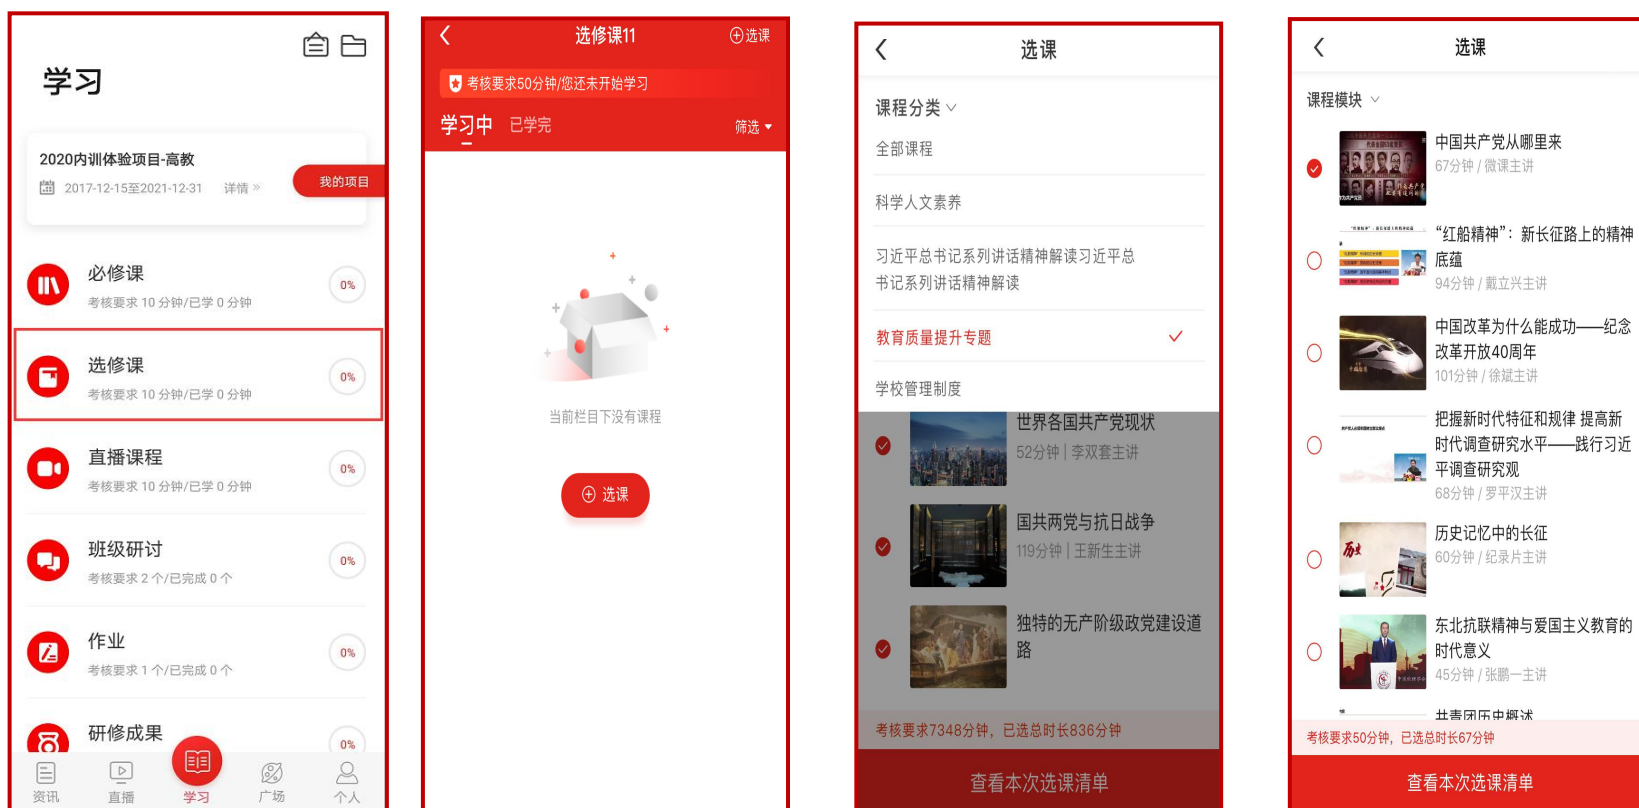 学习
2020内训体验项目-高教
2017-12-15至2021-12-31 详情 »
我的项目
必修课
考核要求 10 分钟/已学 0 分钟
0%
选修课
考核要求 10 分钟/已学 0 分钟
0%
直播课程
考核要求 10 分钟/已学 0 分钟
0%
班级研讨
考核要求 2 个/已完成 0 个
0%
作业
考核要求 1 个/已完成 0 个
0%
研修成果
0%
资讯
直播
学习
广场
个人
选修课11
选课
考核要求50分钟/您还未开始学习
学习中 已学完
筛选
当前栏目下没有课程
选课
选课
课程分类
全部课程
科学人文素养
习近平总书记系列讲话精神解读习近平总
书记系列讲话精神解读
教育质量提升专题
学校管理制度
世界各国共产党现状
52分钟 | 李双套主讲
国共两党与抗日战争
119分钟 | 王新生主讲
独特的无产阶级政党建设道
路
考核要求7348分钟，已选总时长836分钟
查看本次选课清单
选课
课程模块
中国共产党从哪里来
67分钟 / 微课主讲
“红船精神”：新长征路上的精神
底蕴
94分钟 / 戴立兴主讲
中国改革为什么能成功——纪念
改革开放40周年
101分钟 / 徐斌主讲
把握新时代特征和规律 提高新
时代调查研究水平——践行习近
平调查研究观
68分钟 / 罗平汉主讲
历史
历史记忆中的长征
60分钟 / 纪录片主讲
东北抗联精神与爱国主义教育的
时代意义
45分钟 / 张鹏一主讲
共青团历史概述
考核要求50分钟，已选总时长67分钟
查看本次选课清单